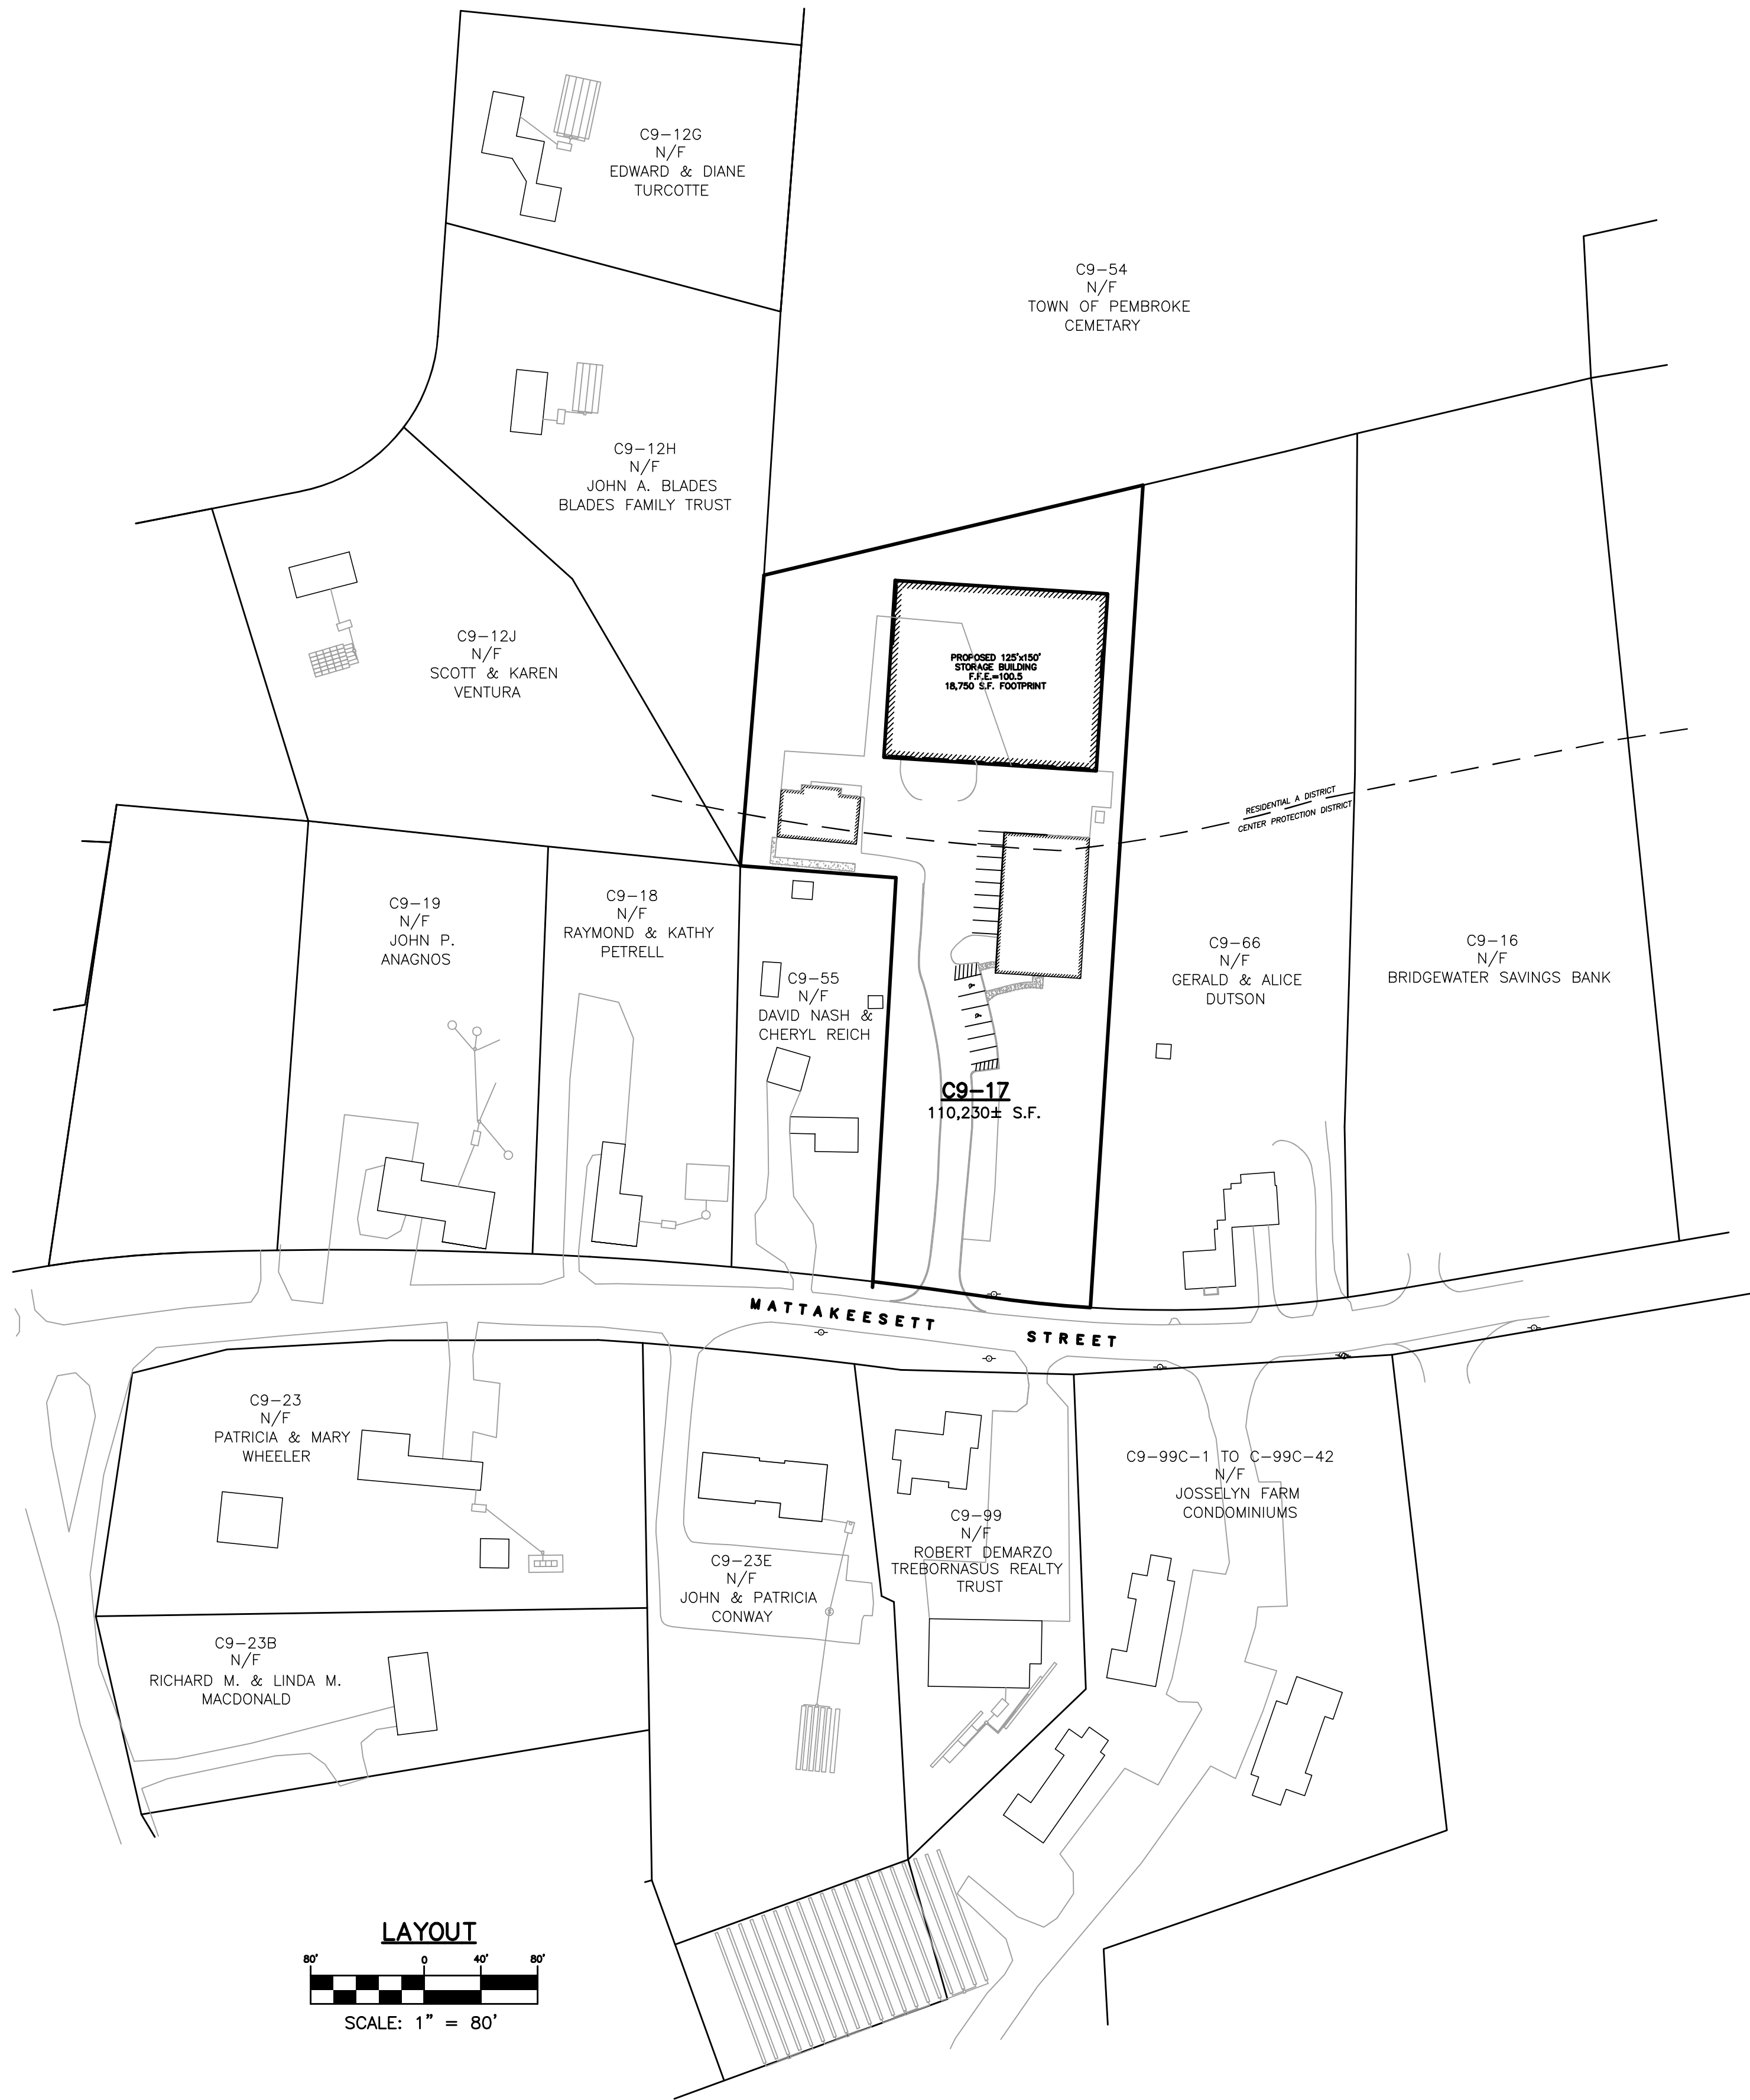 C9-12G
N/F
EDWARD & DIANE
TURCOTTE
C9-54
N/F
TOWN OF PEMBROKE
CEMETARY
C9-12H
N/F
JOHN A. BLADES
BLADES FAMILY TRUST
C9-12J
N/F
SCOTT & KAREN
VENTURA
PROPOSED 125'x150'
STORAGE BUILDING
F.F.E.=100.5
18,750 S.F. FOOTPRINT
RESIDENTIAL A DISTRICT
CENTER PROTECTION DISTRICT
C9-19
N/F
JOHN P.
ANAGNOS
C9-18
N/F
RAYMOND & KATHY
PETRELL
C9-55
N/F
DAVID NASH &
CHERYL REICH
C9-17
110,230± S.F.
C9-66
N/F
GERALD & ALICE
DUTSON
C9-16
N/F
BRIDGEWATER SAVINGS BANK
MATTAKEESETT STREET
C9-23
N/F
PATRICIA & MARY
WHEELER
C9-23B
N/F
RICHARD M. & LINDA M.
MACDONALD
C9-23E
N/F
JOHN & PATRICIA
CONWAY
C9-99
N/F
ROBERT DEMARZO
TREBORNASUS REALTY
TRUST
C9-99C-1 TO C-99C-42
N/F
JOSSELYN FARM
CONDOMINIUMS
LAYOUT
80' 0 40' 80'
SCALE: 1" = 80'